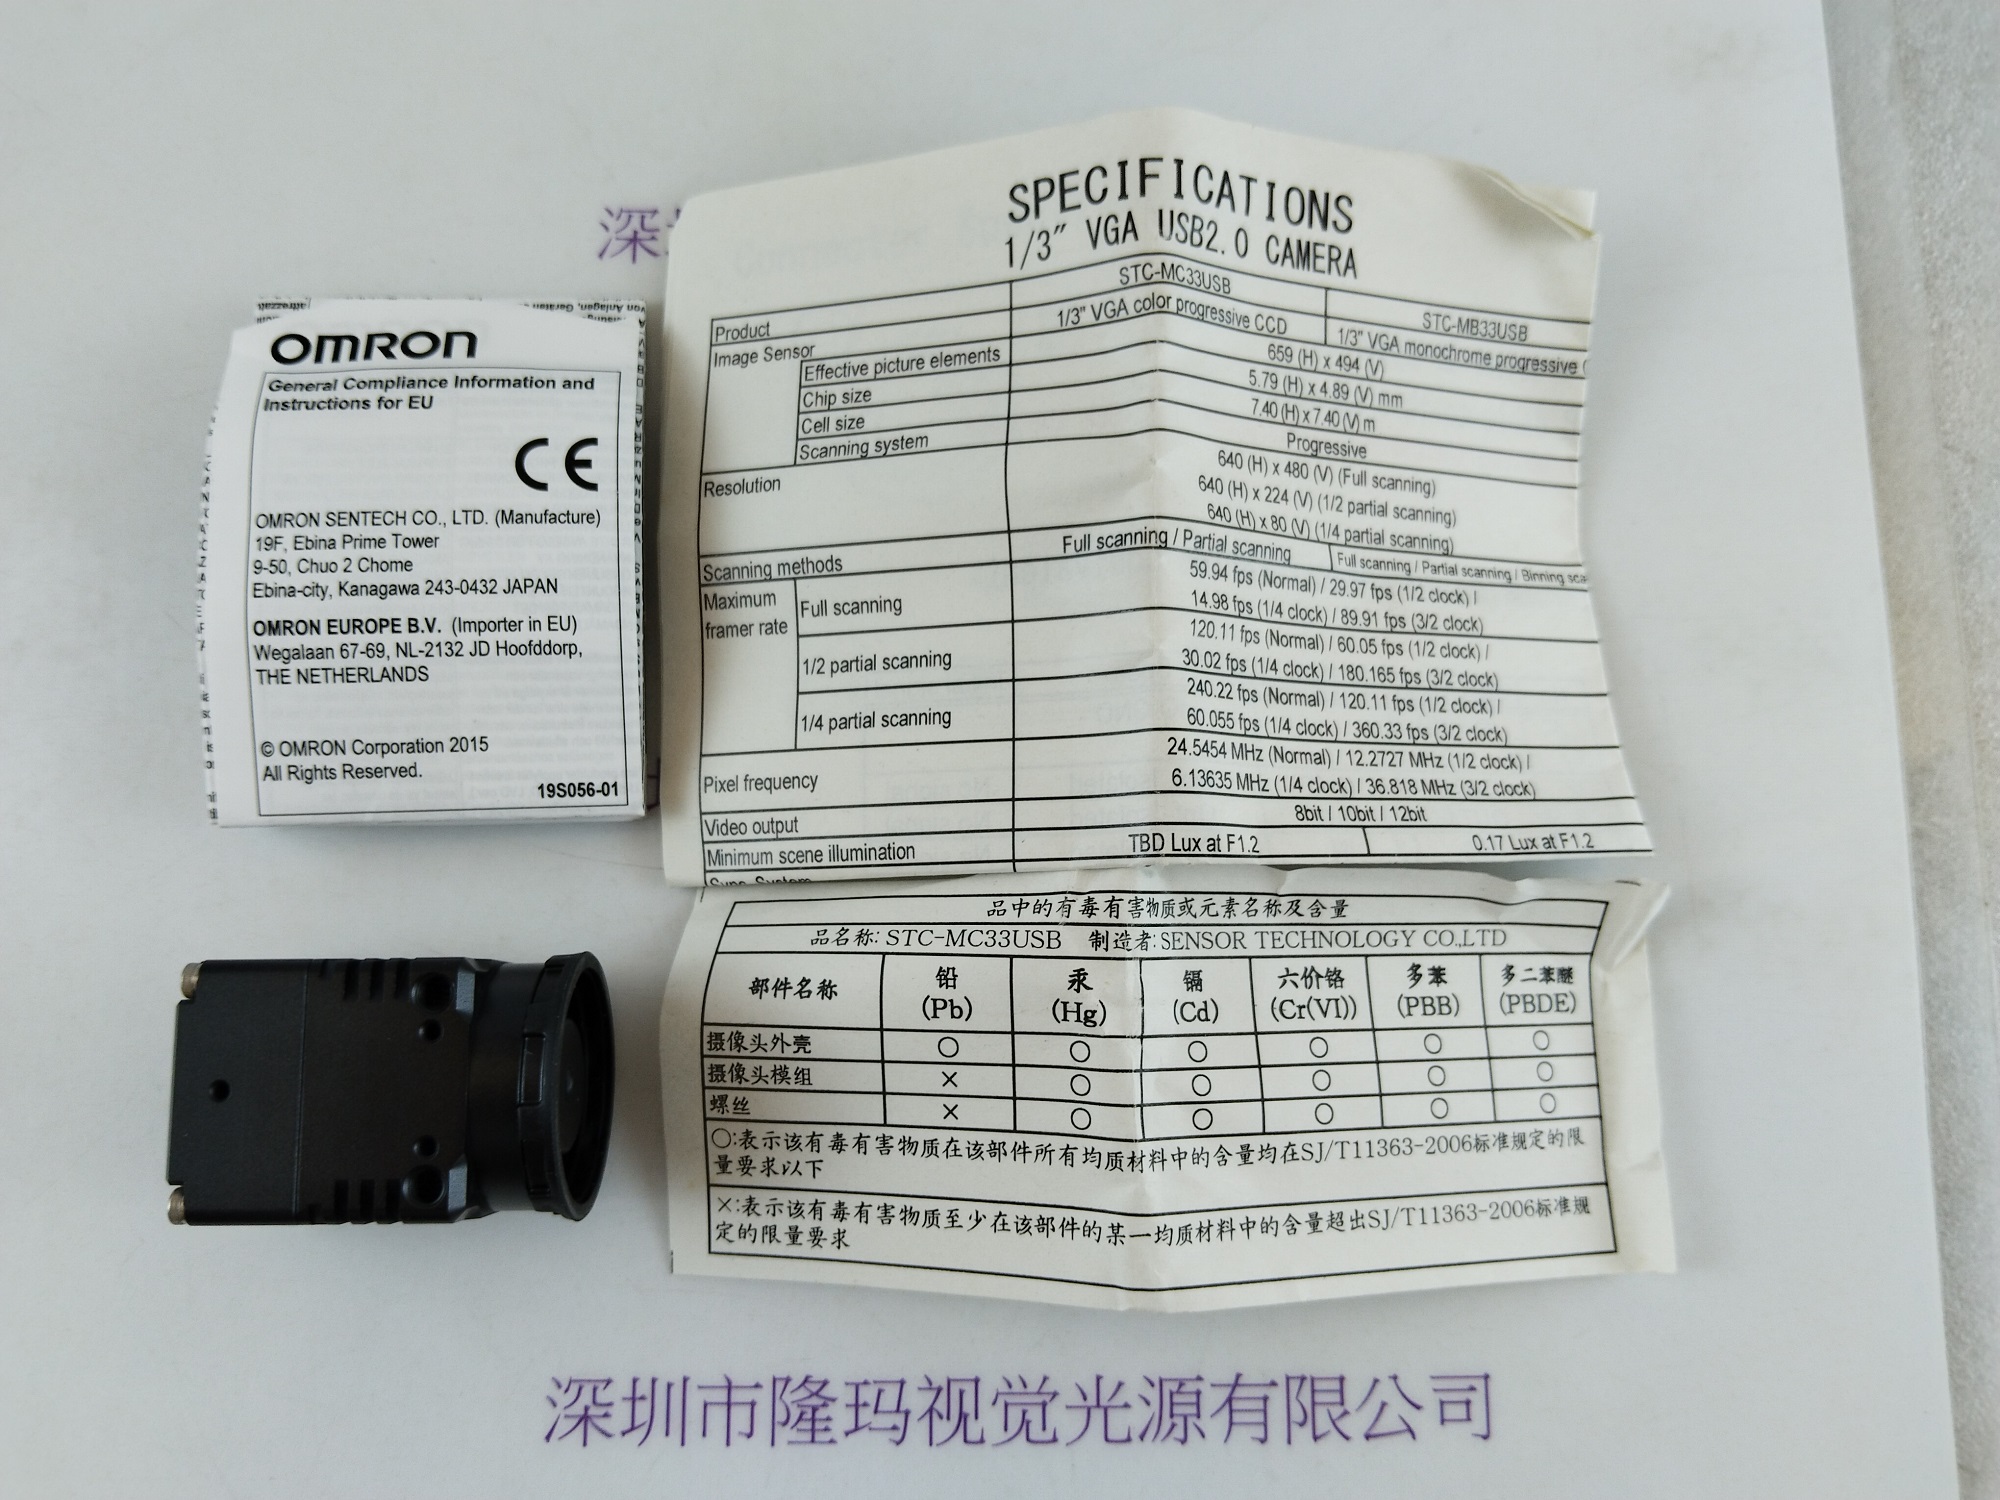 深
SPECIFICATIONS
1/3" VGA USB2.0 CAMERA
Product STC-MC33USB STC-MB33USB
Image Sensor 1/3" VGA color progressive CCD 1/3" VGA monochrome progressive
Effective picture elements 659 (H) x 494 (V)
Chip size 5.79 (H) x 4.89 (V) mm
Cell size 7.40 (H) x 7.40 (V) m
Scanning system Progressive
Resolution 640 (H) x 480 (V) (Full scanning)
640 (H) x 224 (V) (1/2 partial scanning)
640 (H) x 80 (V) (1/4 partial scanning)
Scanning methods Full scanning / Partial scanning Full scanning / Partial scanning / Binning
Maximum framer rate
Full scanning 59.94 fps (Normal) / 29.97 fps (1/2 clock) /
14.98 fps (1/4 clock) / 89.91 fps (3/2 clock)
1/2 partial scanning 120.11 fps (Normal) / 60.05 fps (1/2 clock) /
30.02 fps (1/4 clock) / 180.165 fps (3/2 clock)
1/4 partial scanning 240.22 fps (Normal) / 120.11 fps (1/2 clock) /
60.055 fps (1/4 clock) / 360.33 fps (3/2 clock)
Pixel frequency 24.5454 MHz (Normal) / 12.2727 MHz (1/2 clock) /
6.13635 MHz (1/4 clock) / 36.818 MHz (3/2 clock)
Video output 8bit / 10bit / 12bit
Minimum scene illumination TBD Lux at F1.2 0.17 Lux at F1.2
OMRON
General Compliance Information and
Instructions for EU
CE
OMRON SENTECH CO., LTD. (Manufacture)
19F, Ebina Prime Tower
9-50, Chuo 2 Chome
Ebina-city, Kanagawa 243-0432 JAPAN
OMRON EUROPE B.V. (Importer in EU)
Wegalaan 67-69, NL-2132 JD Hoofddorp,
THE NETHERLANDS
© OMRON Corporation 2015
All Rights Reserved.
19S056-01
品中的有毒有害物质或元素名称及含量
品名称: STC-MC33USB 制造者: SENSOR TECHNOLOGY CO.,LTD
部件名称 铅 (Pb) 汞 (Hg) 镉 (Cd) 六价铬 (Cr(VI)) 多苯 (PBB) 多二苯醚 (PBDE)
摄像头外壳 ○ ○ ○ ○ ○ ○
摄像头模组 × ○ ○ ○ ○ ○
螺丝 × ○ ○ ○ ○ ○
○:表示该有毒有害物质在该部件所有均质材料中的含量均在SJ/T11363-2006标准规定的限
量要求以下
×:表示该有毒有害物质至少在该部件的某一均质材料中的含量超出SJ/T11363-2006标准规
定的限量要求
深圳市隆玛视觉光源有限公司